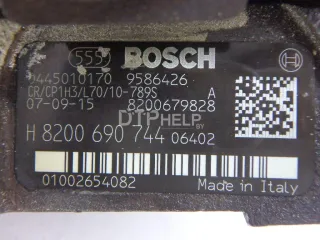 555 BOSCH
0445010170 9586426
CR/CP1H3/L70/10-789S A
07-09-15 8200679828
DTPHELP.BY
H 8200 690 744 06402
01002654082 Made in Italy